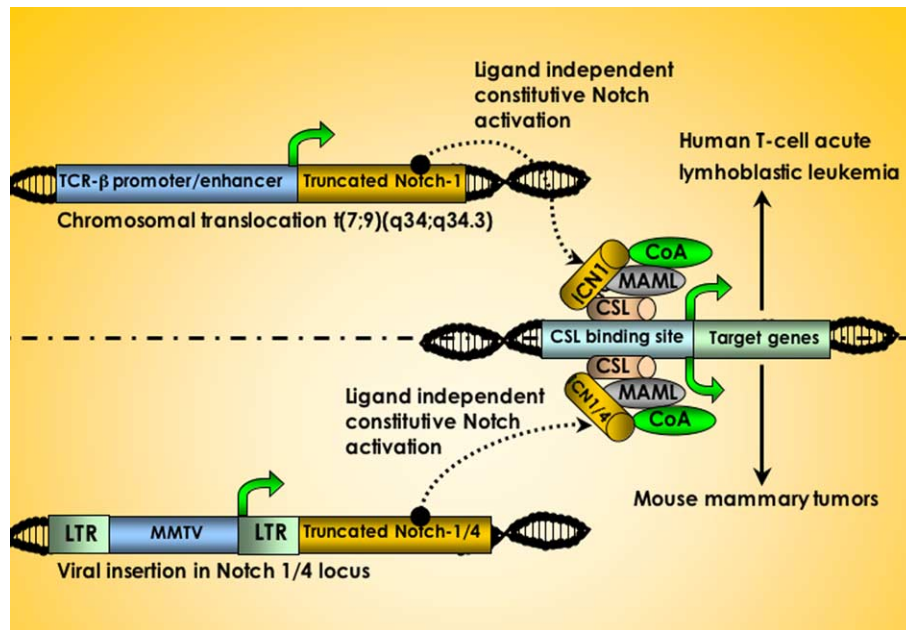 Ligand independent
constitutive Notch
activation
Human T-cell acute
lymhoblastic leukemia
TCR-β promoter/enhancer
Truncated Notch-1
Chromosomal translocation t(7;9)(q34;q34.3)
ICN1
CoA
MAML
CSL
CSL binding site
Target genes
CSL
ICN1/4
MAML
CoA
Ligand independent
constitutive Notch
activation
Mouse mammary tumors
LTR
MMTV
LTR
Truncated Notch-1/4
Viral insertion in Notch 1/4 locus